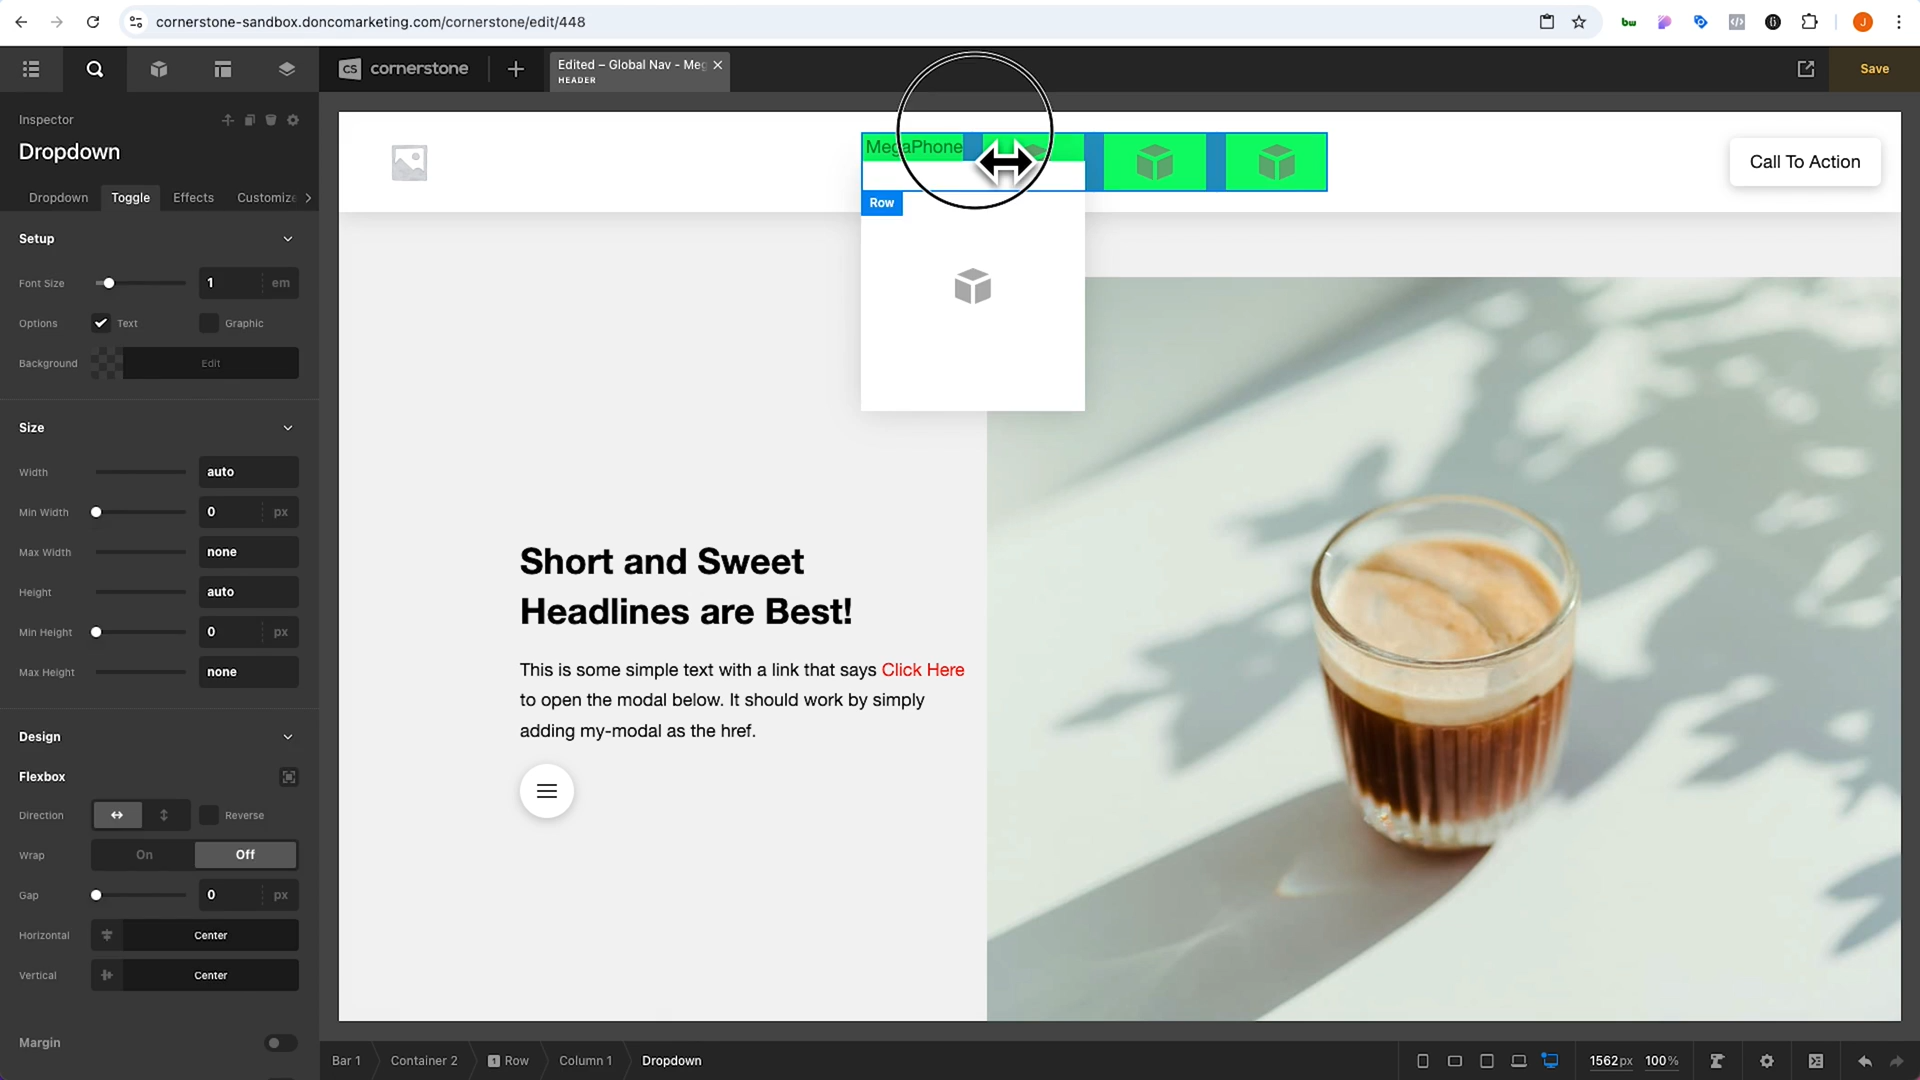 cornerstone-sandbox.doncomarketing.com/cornerstone/edit/448
bw
J
CS cornerstone
Edited – Global Nav - Meg
HEADER
Save
Inspector
Dropdown
Dropdown
Toggle
Effects
Customize
Setup
Font Size
1
em
Options
Text
Graphic
Background
Edit
Size
Width
auto
Min Width
0
px
Max Width
none
Height
auto
Min Height
0
px
Max Height
none
Design
Flexbox
Direction
Reverse
Wrap
On
Off
Gap
0
px
Horizontal
Center
Vertical
Center
Margin
MegaPhone
Row
Call To Action
Short and Sweet
Headlines are Best!
This is some simple text with a link that says Click Here
to open the modal below. It should work by simply
adding my-modal as the href.
Bar 1
Container 2
1 Row
Column 1
Dropdown
1562px
100%